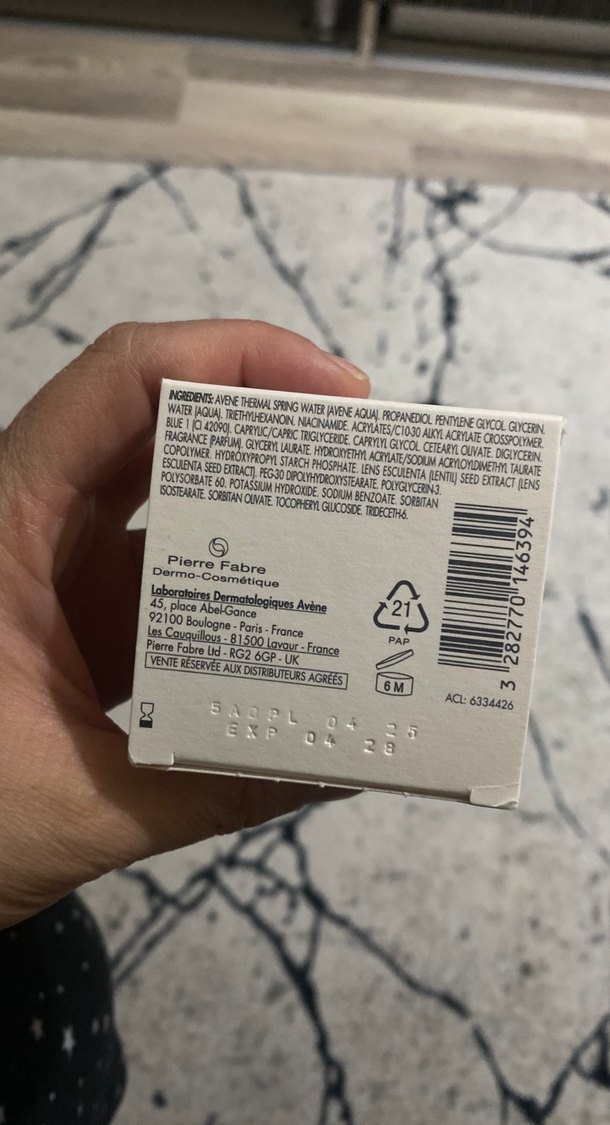 INGREDIENTS: AVENE THERMAL SPRING WATER (AVENE AQUA). PROPANEDIOL. PENTYLENE GLYCOL. GLYCERIN.
WATER (AQUA). TRIETHYLHEXANOIN. NIACINAMIDE. ACRYLATES/C10-30 ALKYL ACRYLATE CROSSPOLYMER.
BLUE 1 (CI 42090). CAPRYLIC/CAPRIC TRIGLYCERIDE. CAPRYLYL GLYCOL. CETEARYL OLIVATE. DIGLYCERIN.
FRAGRANCE (PARFUM). GLYCERYL LAURATE. HYDROXYETHYL ACRYLATE/SODIUM ACRYLOYLDIMETHYL TAURATE
COPOLYMER. HYDROXYPROPYL STARCH PHOSPHATE. LENS ESCULENTA (LENTIL) SEED EXTRACT (LENS
ESCULENTA SEED EXTRACT). PEG-30 DIPOLYHYDROXYSTEARATE. POLYGLYCERIN-3.
POLYSORBATE 60. POTASSIUM HYDROXIDE. SODIUM BENZOATE. SORBITAN
ISOSTEARATE. SORBITAN OLIVATE. TOCOPHERYL GLUCOSIDE. TRIDECETH-6.
Pierre Fabre
Dermo-Cosmétique
Laboratoires Dermatologiques Avène
45, place Abel-Gance
92100 Boulogne - Paris - France
Les Cauquillous - 81500 Lavaur - France
Pierre Fabre Ltd - RG2 6GP - UK
VENTE RÉSERVÉE AUX DISTRIBUTEURS AGRÉÉS
21
PAP
6 M
3 282770 146394
ACL: 6334426
04 25
EXP 04 28